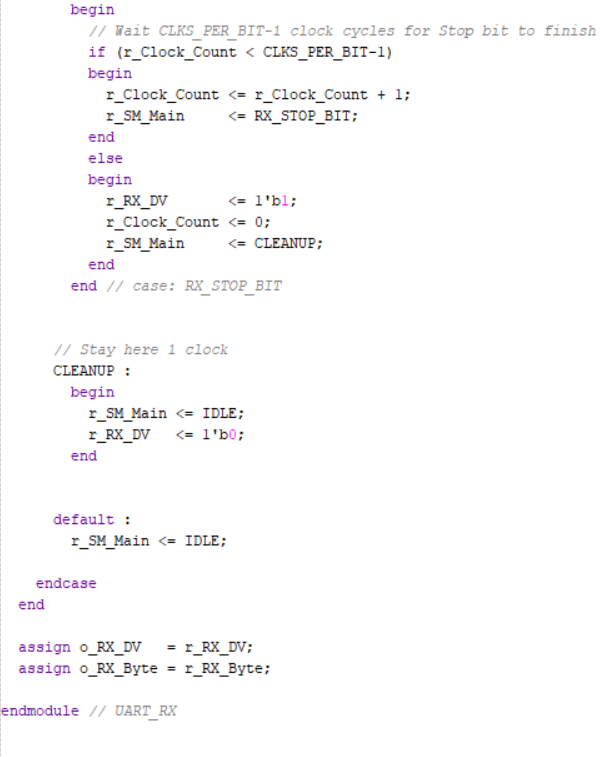 begin
// Wait CLKS_PER_BIT-1 clock cycles for Stop bit to finish
if (r_Clock_Count < CLKS_PER_BIT-1)
begin
r_Clock_Count <= r_Clock_Count + 1;
r_SM_Main     <= RX_STOP_BIT;
end
else
begin
r_RX_DV       <= 1'b1;
r_Clock_Count <= 0;
r_SM_Main     <= CLEANUP;
end
end // case: RX_STOP_BIT
// Stay here 1 clock
CLEANUP :
begin
r_SM_Main <= IDLE;
r_RX_DV   <= 1'b0;
end
default :
r_SM_Main <= IDLE;
endcase
end
assign o_RX_DV   = r_RX_DV;
assign o_RX_Byte = r_RX_Byte;
endmodule // UART_RX